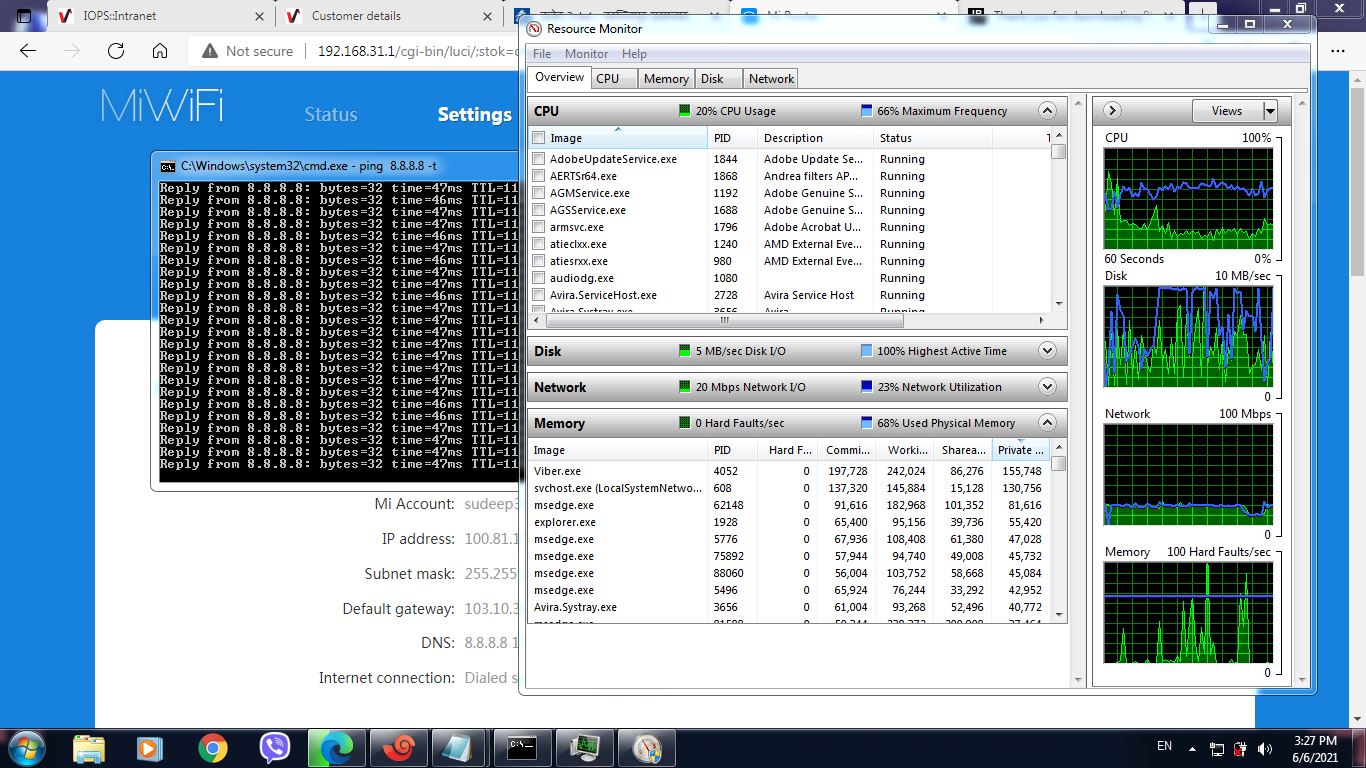 IOPS::Intranet
Customer details
Mi Router
Not secure 192.168.31.1/cgi-bin/luci/;stok=
MiWiFi
Status
Settings
C:\Windows\system32\cmd.exe - ping 8.8.8.8 -t
Reply from 8.8.8.8: bytes=32 time=47ms TTL=11
Reply from 8.8.8.8: bytes=32 time=46ms TTL=11
Reply from 8.8.8.8: bytes=32 time=47ms TTL=11
Reply from 8.8.8.8: bytes=32 time=47ms TTL=11
Reply from 8.8.8.8: bytes=32 time=46ms TTL=11
Reply from 8.8.8.8: bytes=32 time=47ms TTL=11
Reply from 8.8.8.8: bytes=32 time=46ms TTL=11
Reply from 8.8.8.8: bytes=32 time=47ms TTL=11
Reply from 8.8.8.8: bytes=32 time=46ms TTL=11
Reply from 8.8.8.8: bytes=32 time=47ms TTL=11
Reply from 8.8.8.8: bytes=32 time=47ms TTL=11
Reply from 8.8.8.8: bytes=32 time=47ms TTL=11
Reply from 8.8.8.8: bytes=32 time=47ms TTL=11
Reply from 8.8.8.8: bytes=32 time=46ms TTL=11
Reply from 8.8.8.8: bytes=32 time=47ms TTL=11
Reply from 8.8.8.8: bytes=32 time=47ms TTL=11
Reply from 8.8.8.8: bytes=32 time=47ms TTL=11
Reply from 8.8.8.8: bytes=32 time=47ms TTL=11
Reply from 8.8.8.8: bytes=32 time=46ms TTL=11
Reply from 8.8.8.8: bytes=32 time=46ms TTL=11
Reply from 8.8.8.8: bytes=32 time=47ms TTL=11
Reply from 8.8.8.8: bytes=32 time=47ms TTL=11
Reply from 8.8.8.8: bytes=32 time=47ms TTL=11
Reply from 8.8.8.8: bytes=32 time=47ms TTL=11
Mi Account: sudeep
IP address: 100.81.1
Subnet mask: 255.255
Default gateway: 103.10.3
DNS: 8.8.8.8 1
Internet connection: Dialed s
Resource Monitor
File Monitor Help
Overview CPU Memory Disk Network
CPU 20% CPU Usage 66% Maximum Frequency
Image PID Description Status
AdobeUpdateService.exe 1844 Adobe Update Se... Running
AERTSr64.exe 1868 Andrea filters AP... Running
AGMService.exe 1192 Adobe Genuine S... Running
AGSService.exe 1688 Adobe Genuine S... Running
armsvc.exe 1796 Adobe Acrobat U... Running
atieclxx.exe 1240 AMD External Eve... Running
atiesrxx.exe 980 AMD External Eve... Running
audiodg.exe 1080 Running
Avira.ServiceHost.exe 2728 Avira Service Host Running
Avira.Systray.exe 3656 Avira Running
Disk 5 MB/sec Disk I/O 100% Highest Active Time
Network 20 Mbps Network I/O 23% Network Utilization
Memory 0 Hard Faults/sec 68% Used Physical Memory
Image PID Hard F... Commi... Worki... Sharea... Private ...
Viber.exe 4052 0 197,728 242,024 86,276 155,748
svchost.exe (LocalSystemNetwo... 608 0 137,320 145,884 15,128 130,756
msedge.exe 62148 0 91,616 182,968 101,352 81,616
explorer.exe 1928 0 65,400 95,156 39,736 55,420
msedge.exe 5776 0 67,936 108,408 61,380 47,028
msedge.exe 75892 0 57,944 94,740 49,008 45,732
msedge.exe 88060 0 56,004 103,752 58,668 45,084
msedge.exe 5496 0 65,924 76,244 33,292 42,952
Avira.Systray.exe 3656 0 61,004 93,268 52,496 40,772
Views
CPU 100%
60 Seconds 0%
Disk 10 MB/sec
0
Network 100 Mbps
0
Memory 100 Hard Faults/sec
0
EN
3:27 PM
6/6/2021